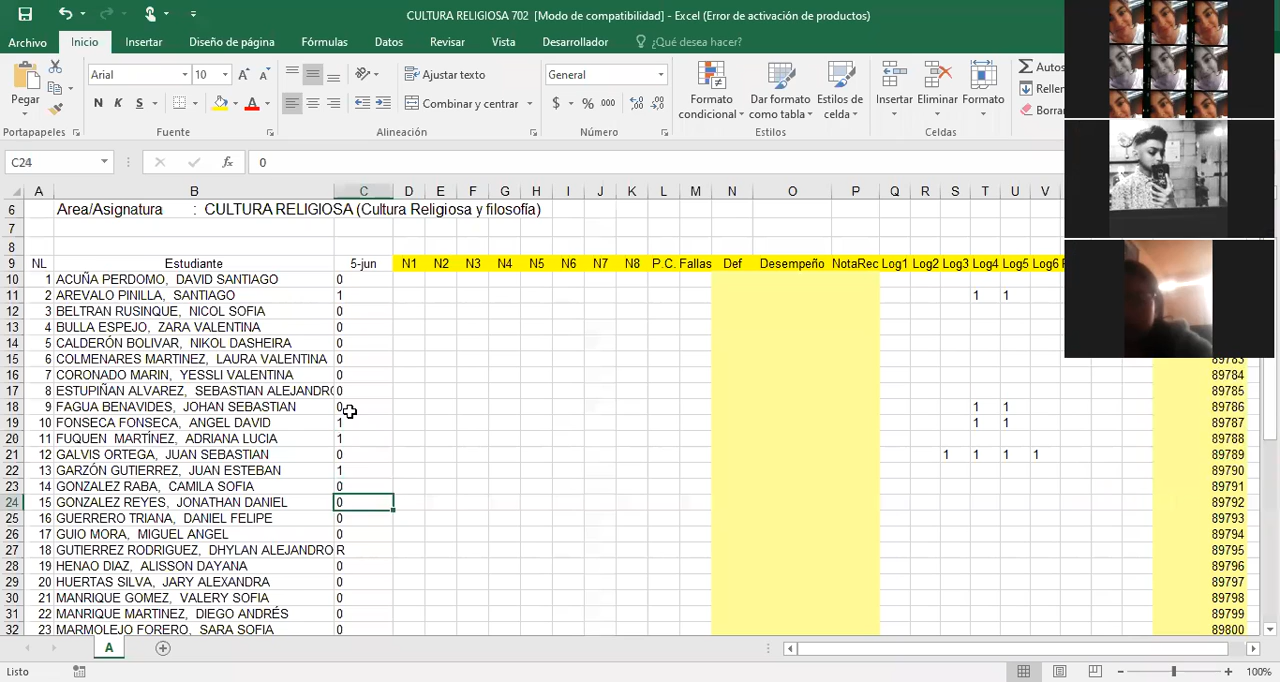 CULTURA RELIGIOSA 702 [Modo de compatibilidad] - Excel (Error de activación de productos)
Archivo Inicio Insertar Diseño de página Fórmulas Datos Revisar Vista Desarrollador ¿Qué desea hacer?
Pegar Arial 10 Ajustar texto General Formato condicional Dar formato como tabla Estilos de celda Insertar Eliminar Formato Autos
N K S Combinar y centrar $ % 000 Rellen
Borra
Portapapeles Fuente Alineación Número Estilos Celdas
C24 fx 0
A B C D E F G H I J K L M N O P Q R S T U V
6 Area/Asignatura : CULTURA RELIGIOSA (Cultura Religiosa y filosofía)
7
8
9 NL Estudiante 5-jun N1 N2 N3 N4 N5 N6 N7 N8 P.C. Fallas Def Desempeño NotaRec Log1 Log2 Log3 Log4 Log5 Log6
10 1 ACUÑA PERDOMO, DAVID SANTIAGO 0
11 2 AREVALO PINILLA, SANTIAGO 1 1 1
12 3 BELTRAN RUSINQUE, NICOL SOFIA 0
13 4 BULLA ESPEJO, ZARA VALENTINA 0
14 5 CALDERÓN BOLIVAR, NIKOL DASHEIRA 0
15 6 COLMENARES MARTINEZ, LAURA VALENTINA 0 89783
16 7 CORONADO MARIN, YESSLI VALENTINA 0 89784
17 8 ESTUPIÑAN ALVAREZ, SEBASTIAN ALEJANDRO 0 89785
18 9 FAGUA BENAVIDES, JOHAN SEBASTIAN 0 1 1 89786
19 10 FONSECA FONSECA, ANGEL DAVID 1 1 1 89787
20 11 FUQUEN MARTÍNEZ, ADRIANA LUCIA 1 89788
21 12 GALVIS ORTEGA, JUAN SEBASTIAN 0 1 1 1 1 89789
22 13 GARZÓN GUTIERREZ, JUAN ESTEBAN 1 89790
23 14 GONZALEZ RABA, CAMILA SOFIA 0 89791
24 15 GONZALEZ REYES, JONATHAN DANIEL 0 89792
25 16 GUERRERO TRIANA, DANIEL FELIPE 0 89793
26 17 GUIO MORA, MIGUEL ANGEL 0 89794
27 18 GUTIERREZ RODRIGUEZ, DHYLAN ALEJANDRO R 89795
28 19 HENAO DIAZ, ALISSON DAYANA 0 89796
29 20 HUERTAS SILVA, JARY ALEXANDRA 0 89797
30 21 MANRIQUE GOMEZ, VALERY SOFIA 0 89798
31 22 MANRIQUE MARTINEZ, DIEGO ANDRÉS 0 89799
32 23 MARMOLEJO FORERO, SARA SOFIA 0 89800
A
Listo 100%